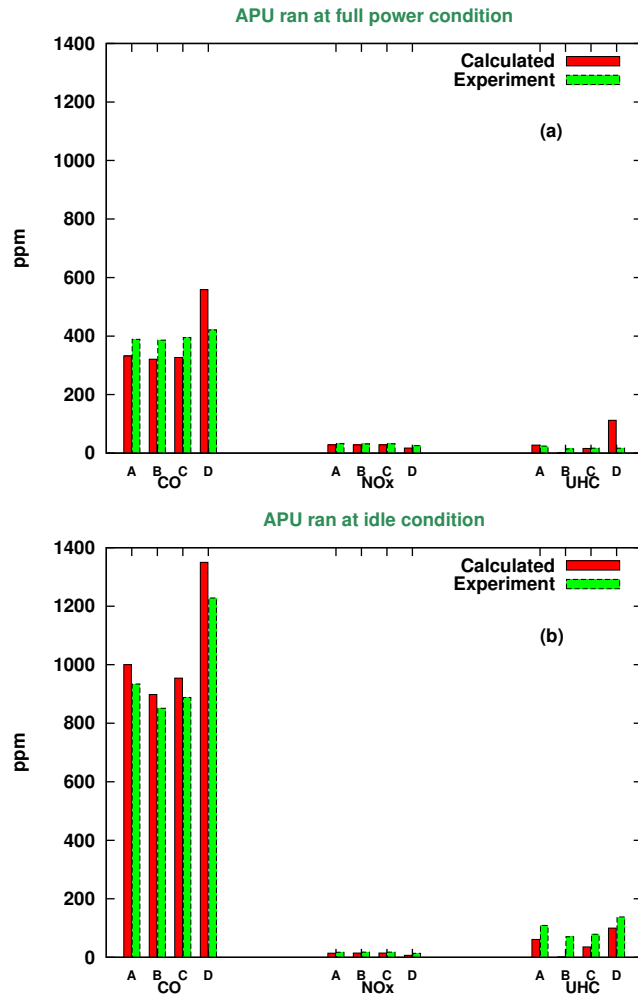 APU ran at full power condition
1400
1200
1000
800
600
400
200
0
ppm
Calculated
Experiment
(a)
A B C D A B C D A B C D
CO NOx UHC
APU ran at idle condition
1400
1200
1000
800
600
400
200
0
ppm
Calculated
Experiment
(b)
A B C D A B C D A B C D
CO NOx UHC